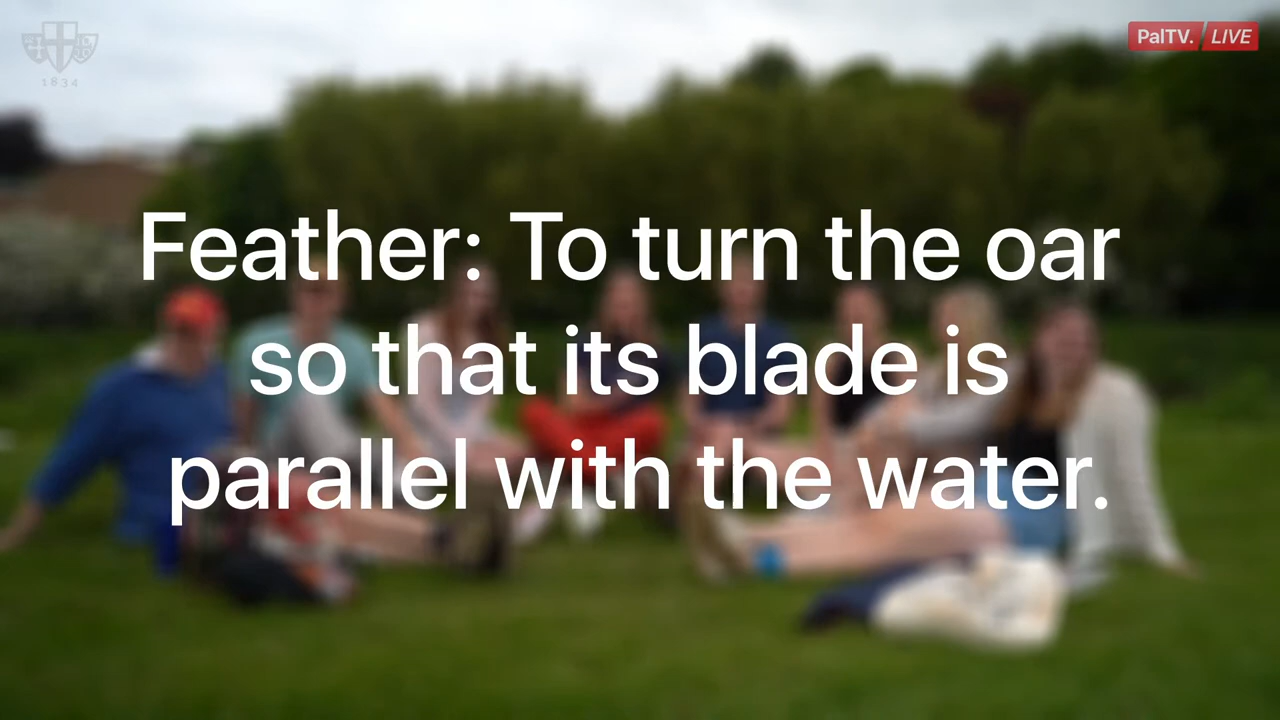 1834
PalTV. LIVE
Feather: To turn the oar
so that its blade is
parallel with the water.